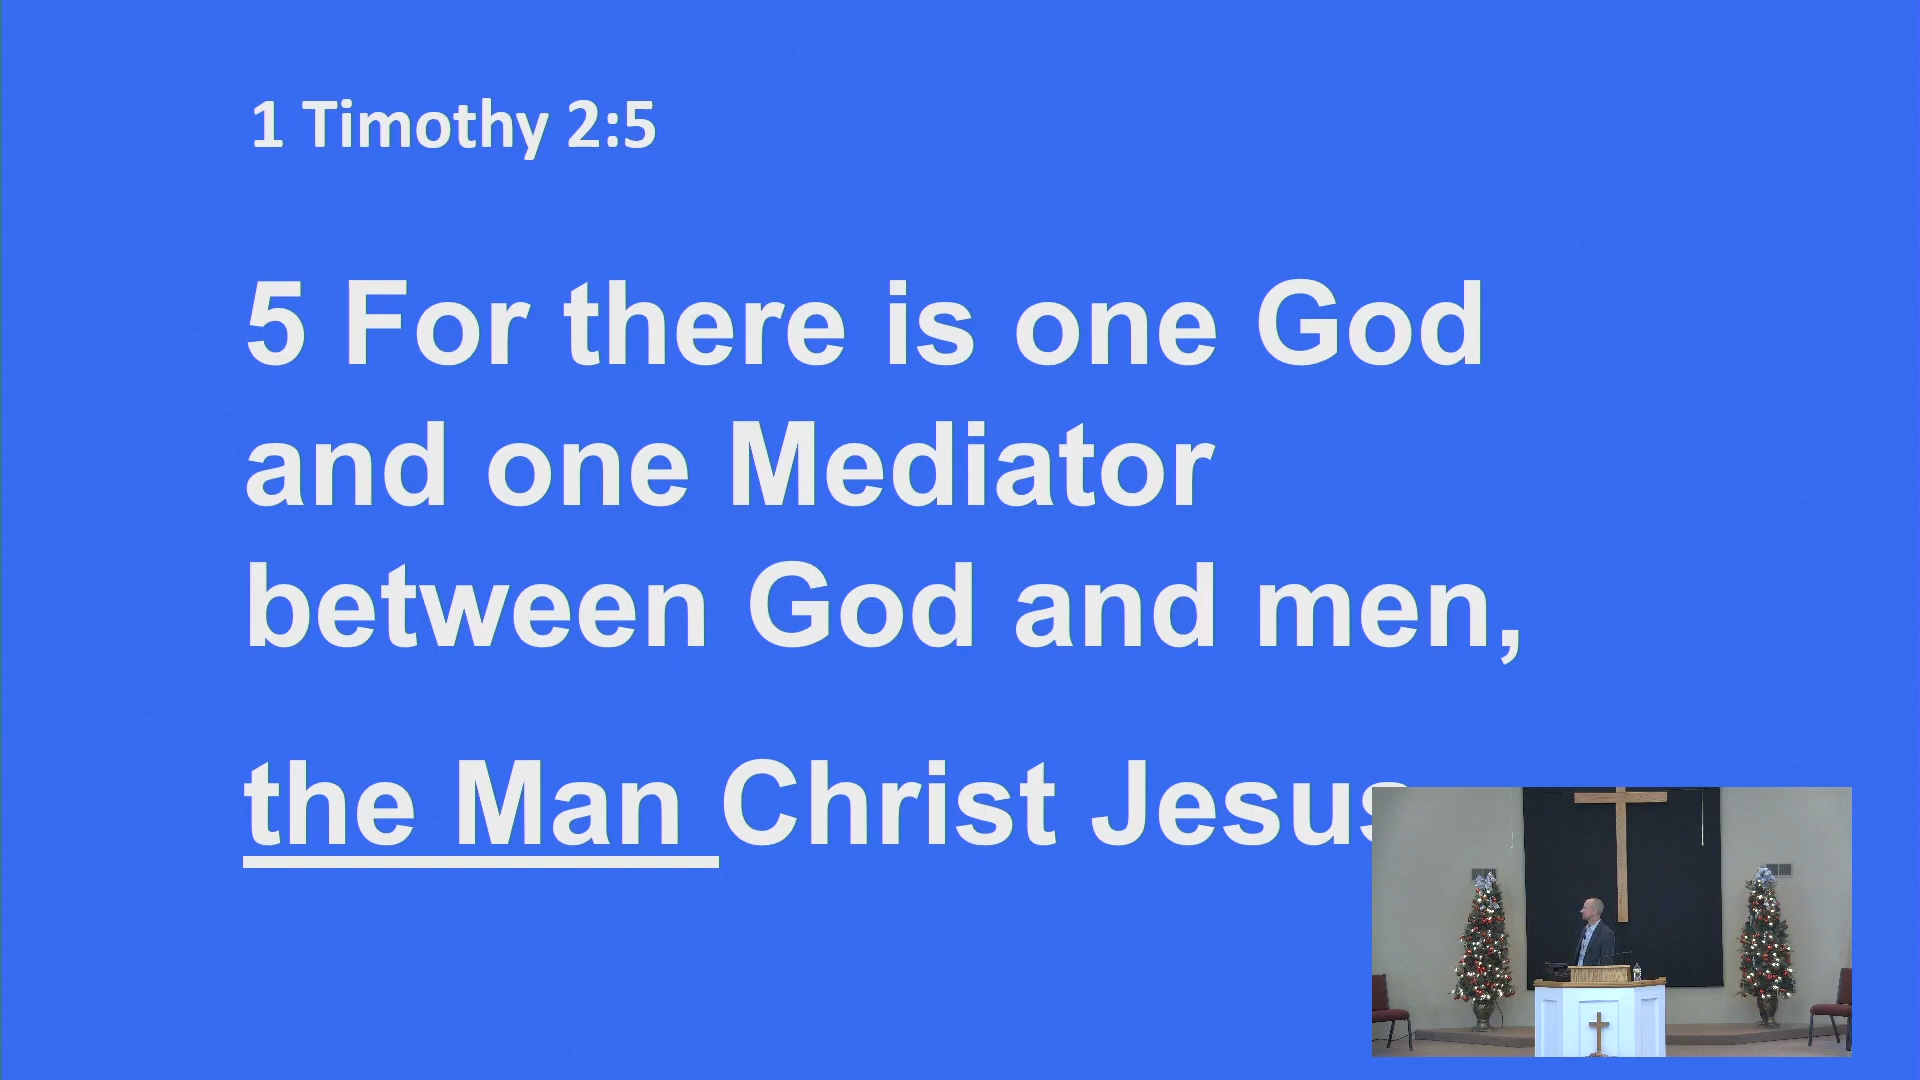 1 Timothy 2:5
5 For there is one God
and one Mediator
between God and men,
the Man Christ Jesus